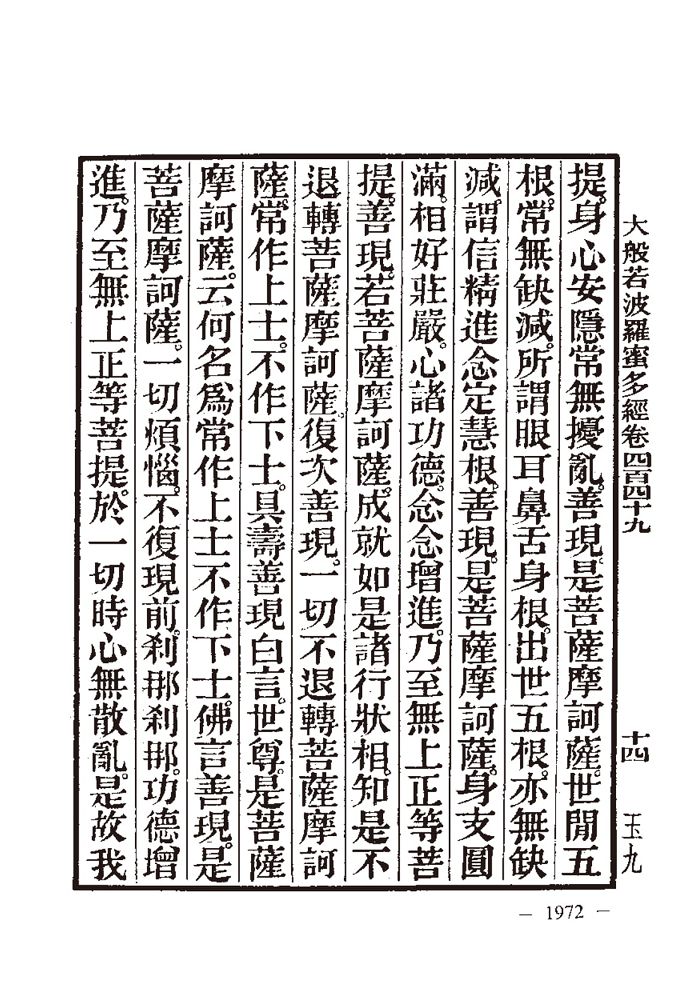 大般若波羅蜜多經卷四百四十九　十四　玉九
提。身心安隱常無擾亂。善現。是菩薩摩訶薩。世閒五
根。常無缺減。所謂眼耳鼻舌身根。出世五根。亦無缺
減。謂信精進念定慧根。善現。是菩薩摩訶薩。身支圓
滿。相好莊嚴。心諸功德。念念增進。乃至無上正等菩
提。善現。若菩薩摩訶薩。成就如是諸行狀相。知是不
退轉菩薩摩訶薩。復次善現。一切不退轉菩薩摩訶
薩。常作上士。不作下士。具壽善現白言。世尊。是菩薩
摩訶薩。云何名爲常作上士不作下士。佛言善現。是
菩薩摩訶薩。一切煩惱。不復現前。刹那刹那。功德增
進。乃至無上正等菩提。於一切時心無散亂。是故我
— 1972 —